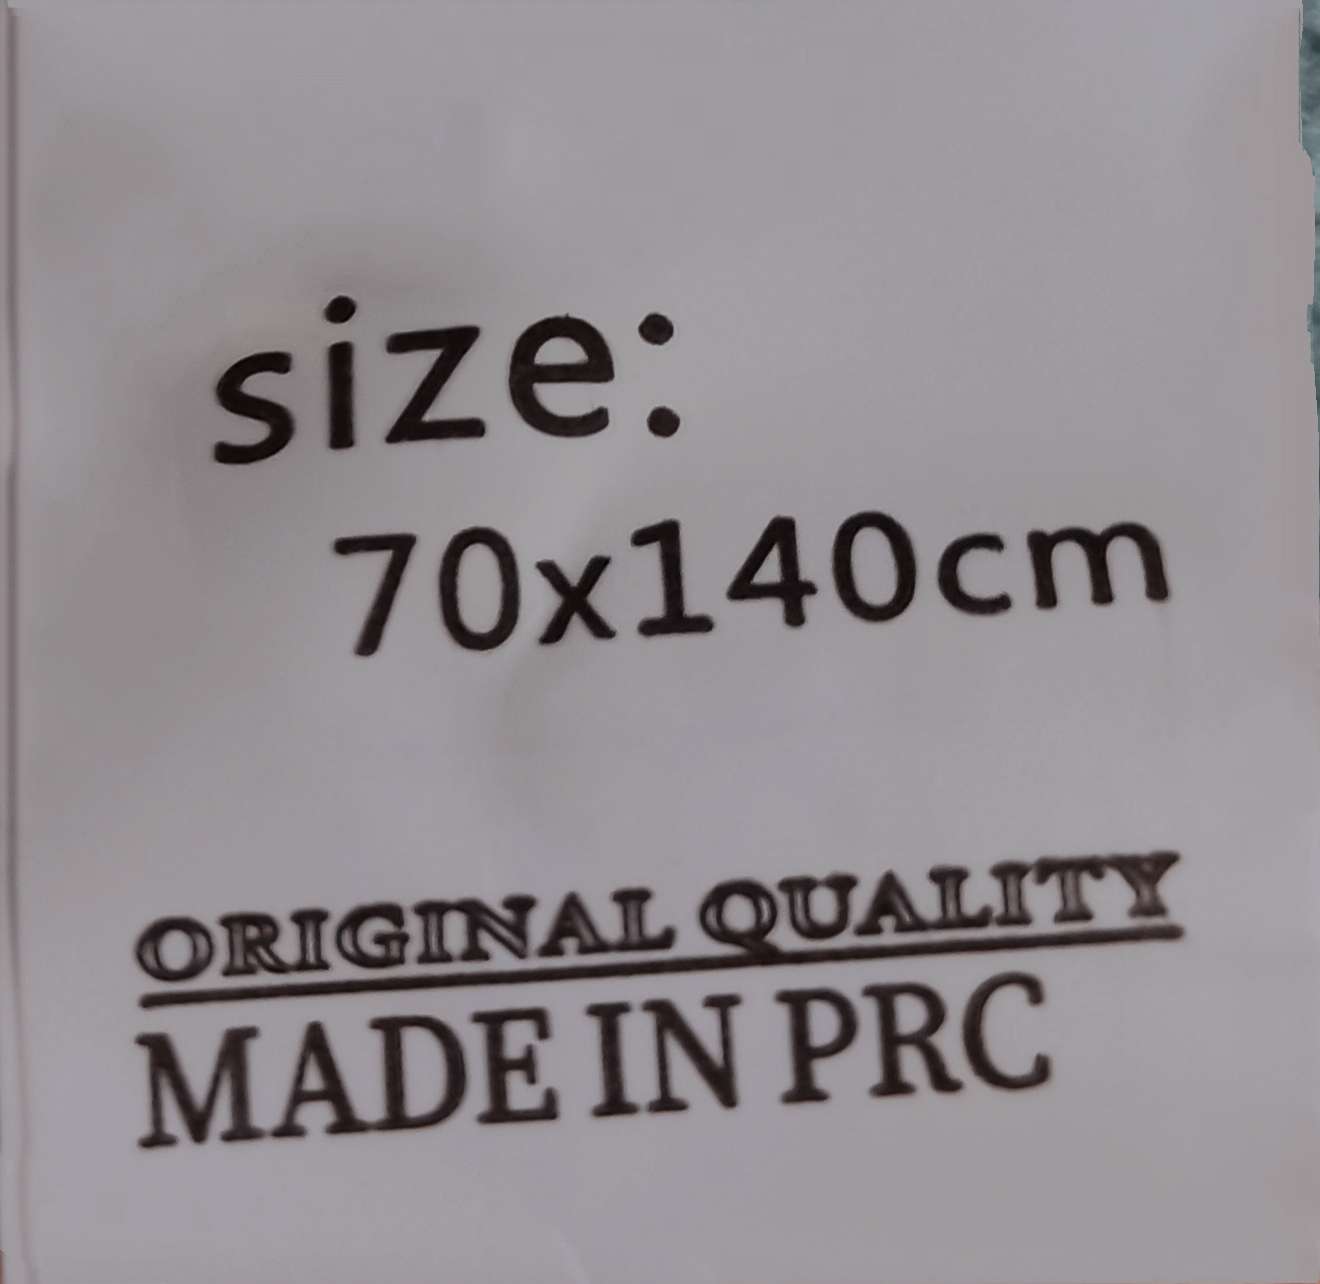 size:
70x140cm
ORIGINAL QUALITY
MADE IN PRC